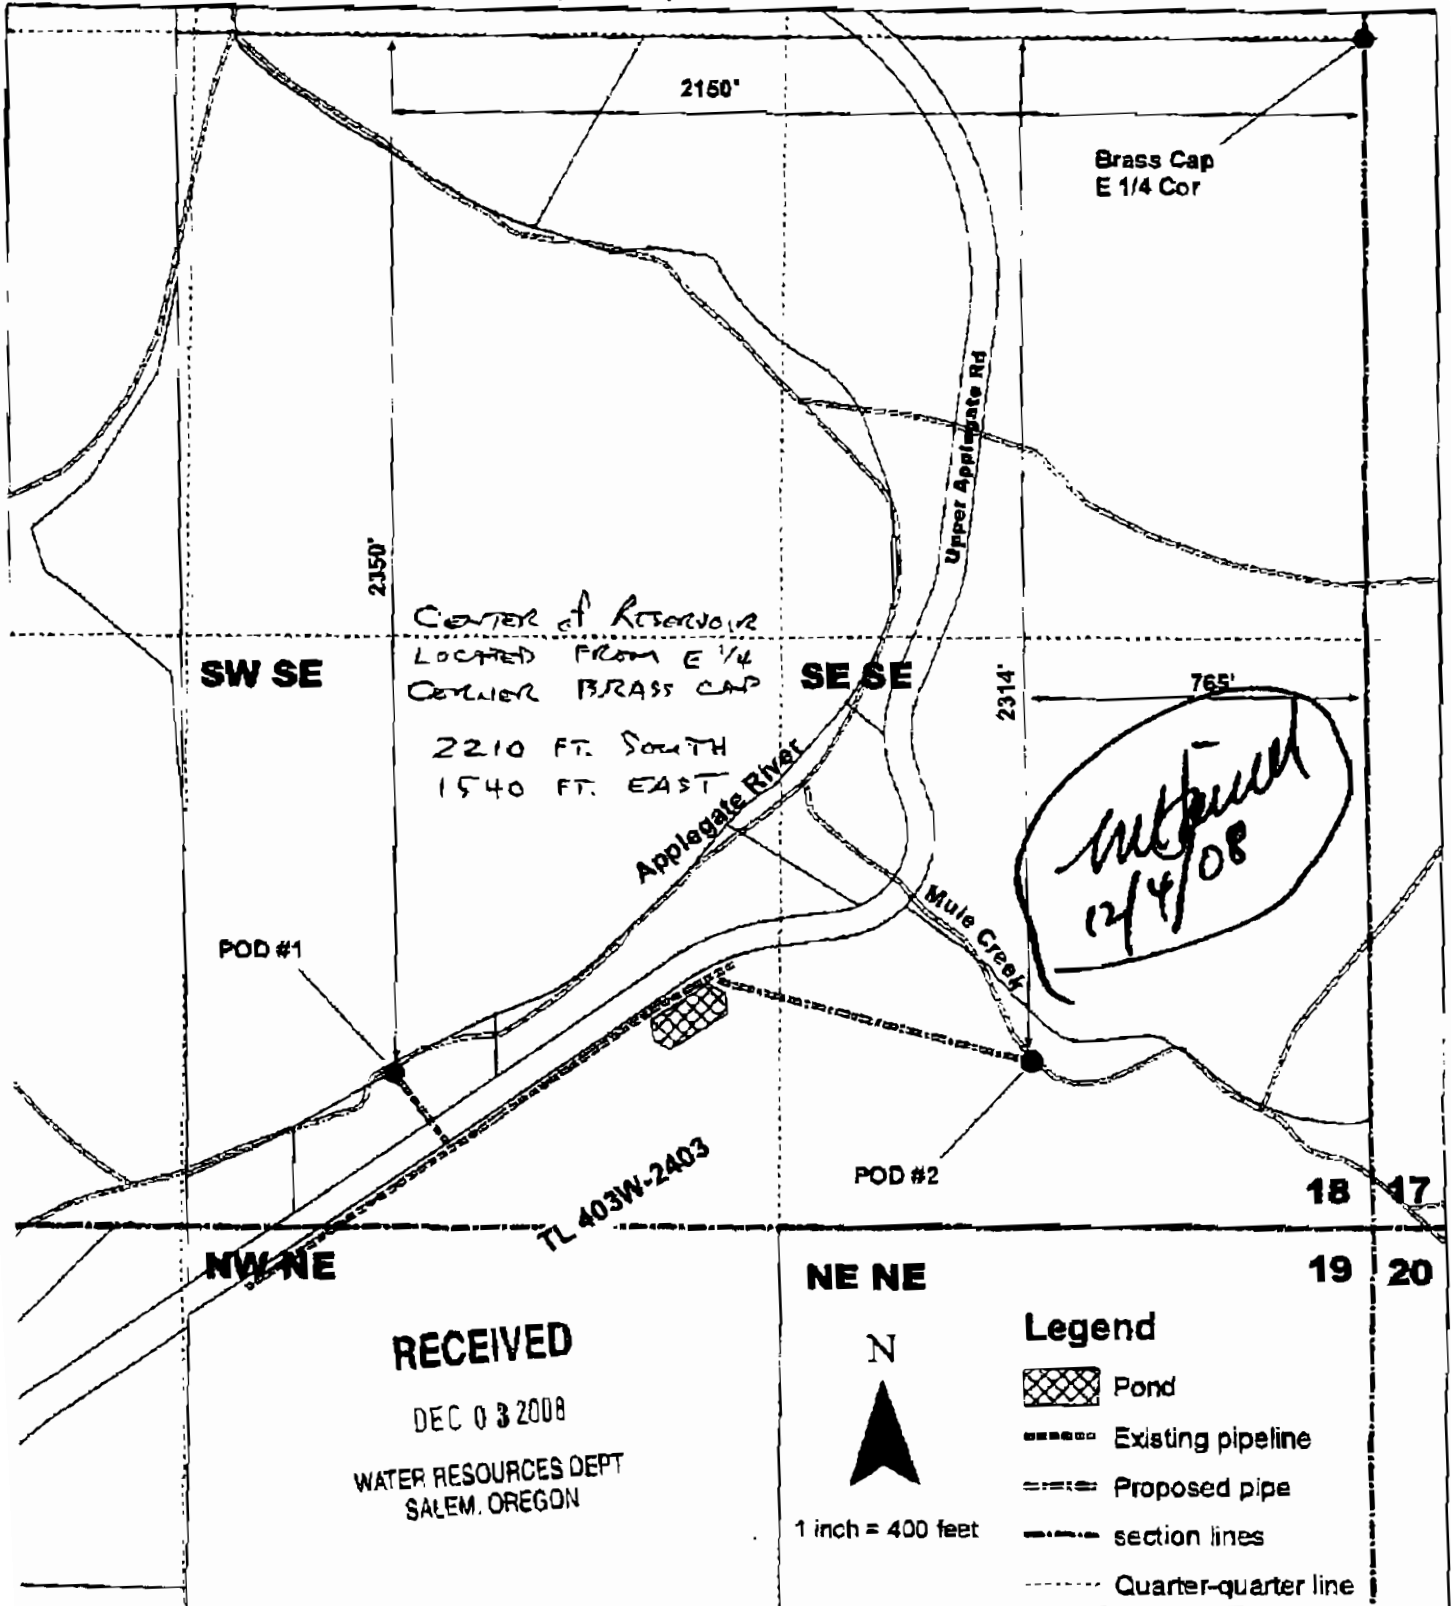 2150'
Brass Cap
E 1/4 Cor
Upper Applegate Rd
2350'
CENTER of RESERVOIR
LOCATED FROM E 1/4
CORNER BRASS CAP
2210 FT. SOUTH
1540 FT. EAST
SW SE
SE SE
2314'
765'
Applegate River
12/4/08
Mule Creek
POD #1
POD #2
TL 403W-2403
18 17
NW NE
NE NE
19 20
RECEIVED
DEC 03 2008
WATER RESOURCES DEPT
SALEM, OREGON
N
1 inch = 400 feet
Legend
Pond
Existing pipeline
Proposed pipe
section lines
Quarter-quarter line